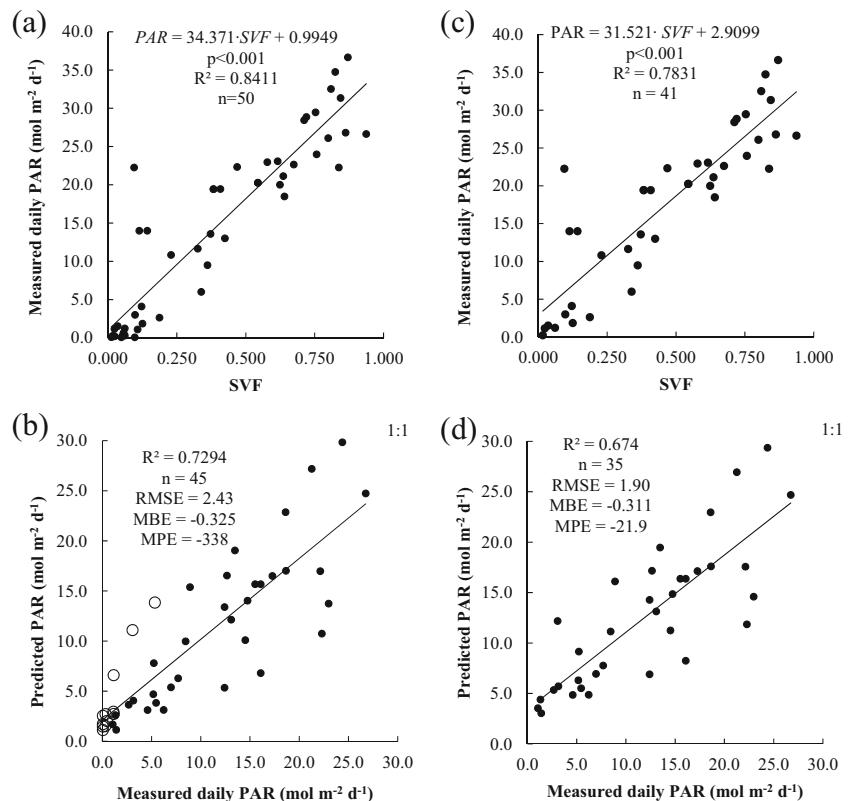 (a)
PAR = 34.371·SVF + 0.9949
p<0.001
R² = 0.8411
n=50
Measured daily PAR (mol m⁻² d⁻¹)
40.0
35.0
30.0
25.0
20.0
15.0
10.0
5.0
0.0
0.000 0.250 0.500 0.750 1.000
SVF
(c)
PAR = 31.521· SVF + 2.9099
p<0.001
R² = 0.7831
n = 41
Measured daily PAR (mol m⁻² d⁻¹)
40.0
35.0
30.0
25.0
20.0
15.0
10.0
5.0
0.0
0.000 0.250 0.500 0.750 1.000
SVF
(b)
1:1
R² = 0.7294
n = 45
RMSE = 2.43
MBE = -0.325
MPE = -338
Predicted PAR (mol m⁻² d⁻¹)
30.0
25.0
20.0
15.0
10.0
5.0
0.0
0.0 5.0 10.0 15.0 20.0 25.0 30.0
Measured daily PAR (mol m⁻² d⁻¹)
(d)
1:1
R² = 0.674
n = 35
RMSE = 1.90
MBE = -0.311
MPE = -21.9
Predicted PAR (mol m⁻² d⁻¹)
30.0
25.0
20.0
15.0
10.0
5.0
0.0
0.0 5.0 10.0 15.0 20.0 25.0 30.0
Measured daily PAR (mol m⁻² d⁻¹)